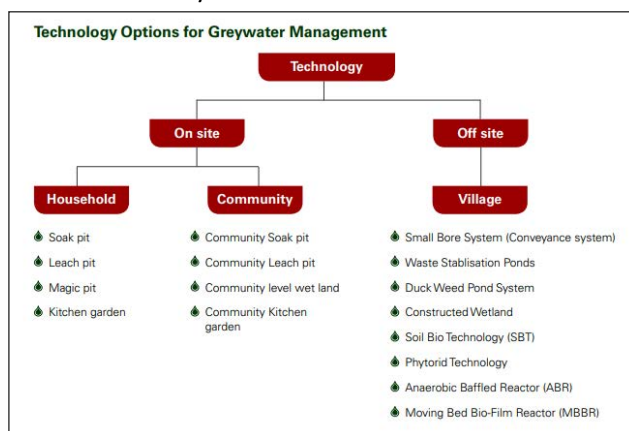 Technology Options for Greywater Management
Technology
On site
Off site
Household
Community
Village
Soak pit
Leach pit
Magic pit
Kitchen garden
Community Soak pit
Community Leach pit
Community level wet land
Community Kitchen
garden
Small Bore System (Conveyance system)
Waste Stablisation Ponds
Duck Weed Pond System
Constructed Wetland
Soil Bio Technology (SBT)
Phytorid Technology
Anaerobic Baffled Reactor (ABR)
Moving Bed Bio-Film Reactor (MBBR)